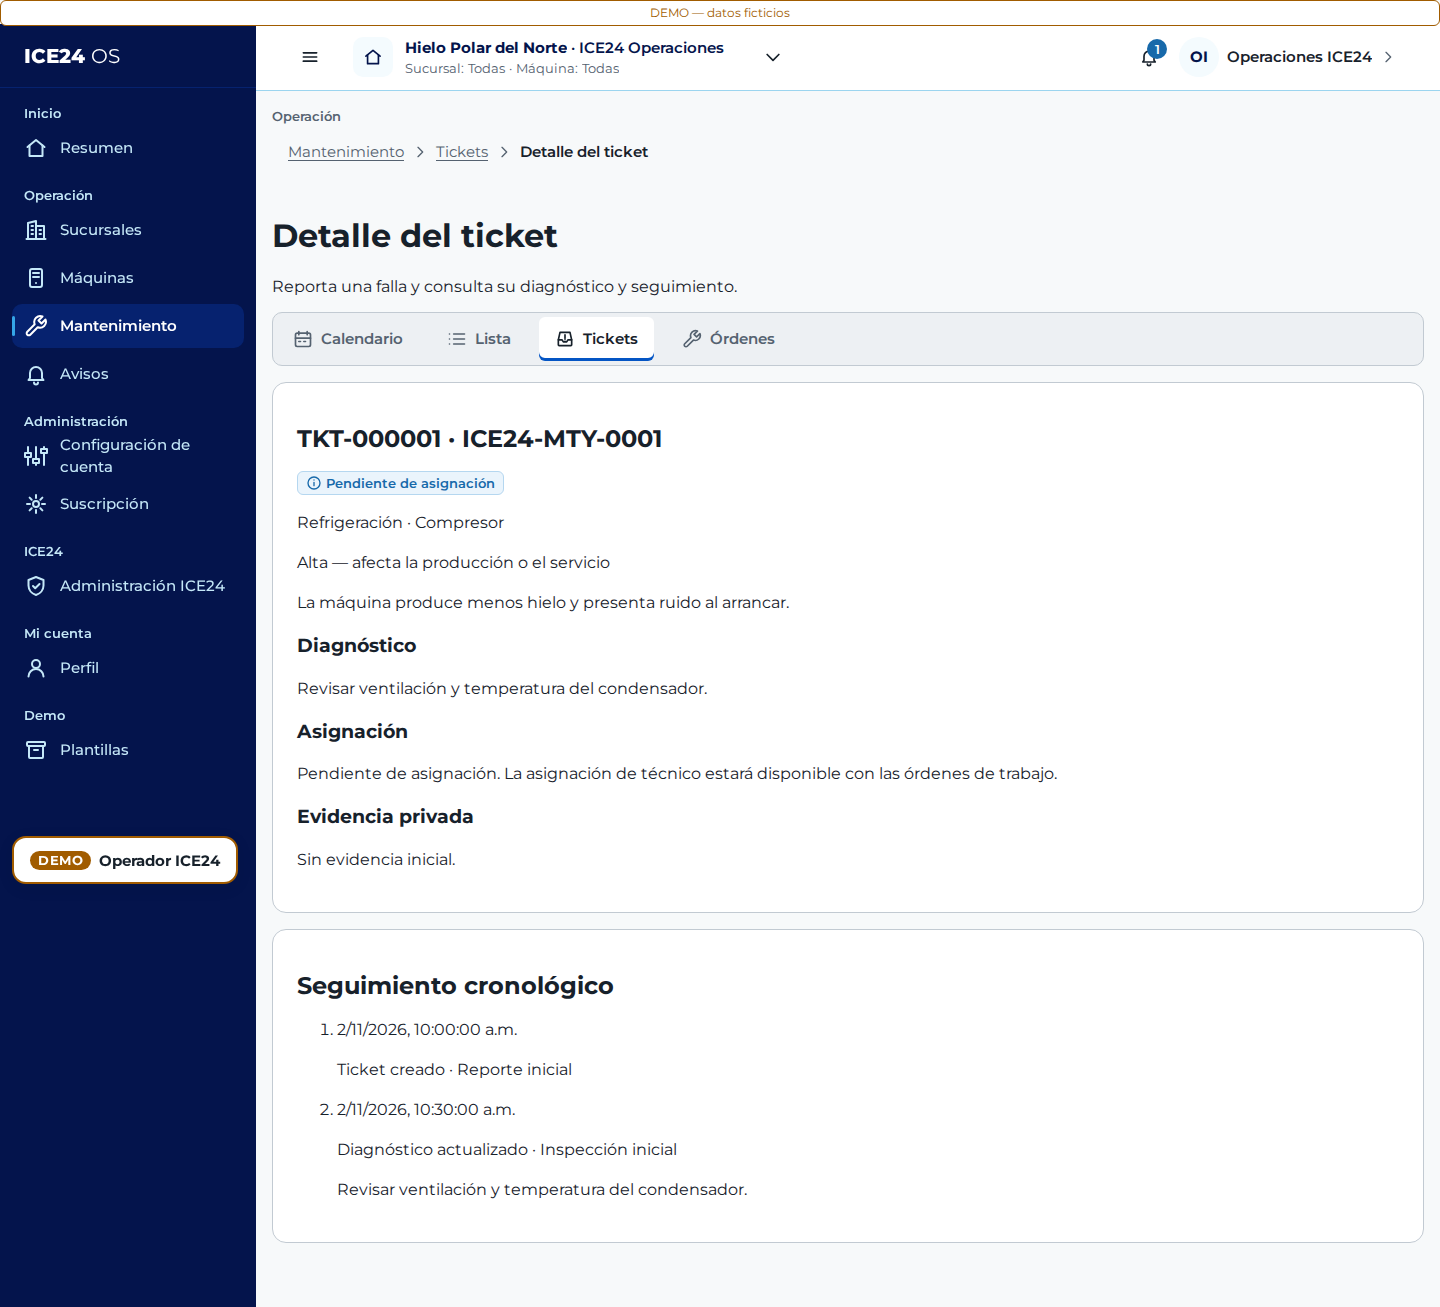 DEMO — datos ficticios
ICE24 OS
Inicio
Resumen
Operación
Sucursales
Máquinas
Mantenimiento
Avisos
Administración
Configuración de
cuenta
Suscripción
ICE24
Administración ICE24
Mi cuenta
Perfil
Demo
Plantillas
DEMO Operador ICE24
Hielo Polar del Norte · ICE24 Operaciones
Sucursal: Todas · Máquina: Todas
1
OI
Operaciones ICE24
Operación
Mantenimiento
Tickets
Detalle del ticket
Detalle del ticket
Reporta una falla y consulta su diagnóstico y seguimiento.
Calendario
Lista
Tickets
Órdenes
TKT-000001 · ICE24-MTY-0001
Pendiente de asignación
Refrigeración · Compresor
Alta — afecta la producción o el servicio
La máquina produce menos hielo y presenta ruido al arrancar.
Diagnóstico
Revisar ventilación y temperatura del condensador.
Asignación
Pendiente de asignación. La asignación de técnico estará disponible con las órdenes de trabajo.
Evidencia privada
Sin evidencia inicial.
Seguimiento cronológico
1. 2/11/2026, 10:00:00 a.m.
Ticket creado · Reporte inicial
2. 2/11/2026, 10:30:00 a.m.
Diagnóstico actualizado · Inspección inicial
Revisar ventilación y temperatura del condensador.